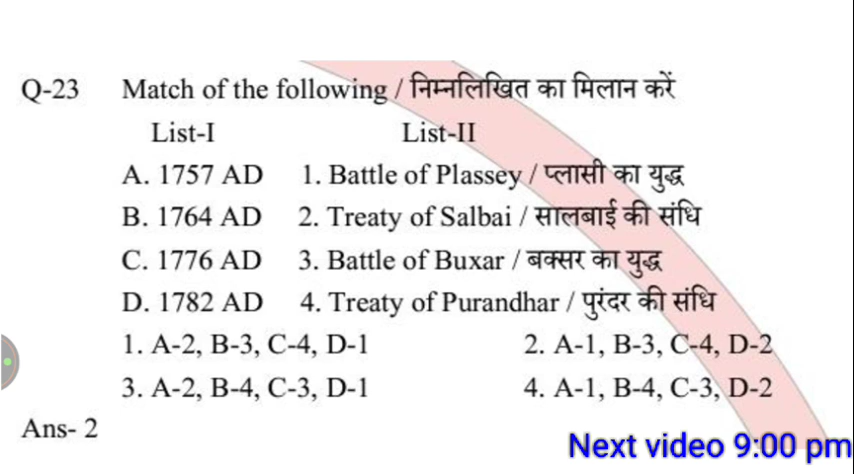 Q-23 Match of the following / निम्नलिखित का मिलान करें
List-I List-II
A. 1757 AD 1. Battle of Plassey / प्लासी का युद्ध
B. 1764 AD 2. Treaty of Salbai / सालबाई की संधि
C. 1776 AD 3. Battle of Buxar / बक्सर का युद्ध
D. 1782 AD 4. Treaty of Purandhar / पुरंदर की संधि
1. A-2, B-3, C-4, D-1 2. A-1, B-3, C-4, D-2
3. A-2, B-4, C-3, D-1 4. A-1, B-4, C-3, D-2
Ans- 2
Next video 9:00 pm